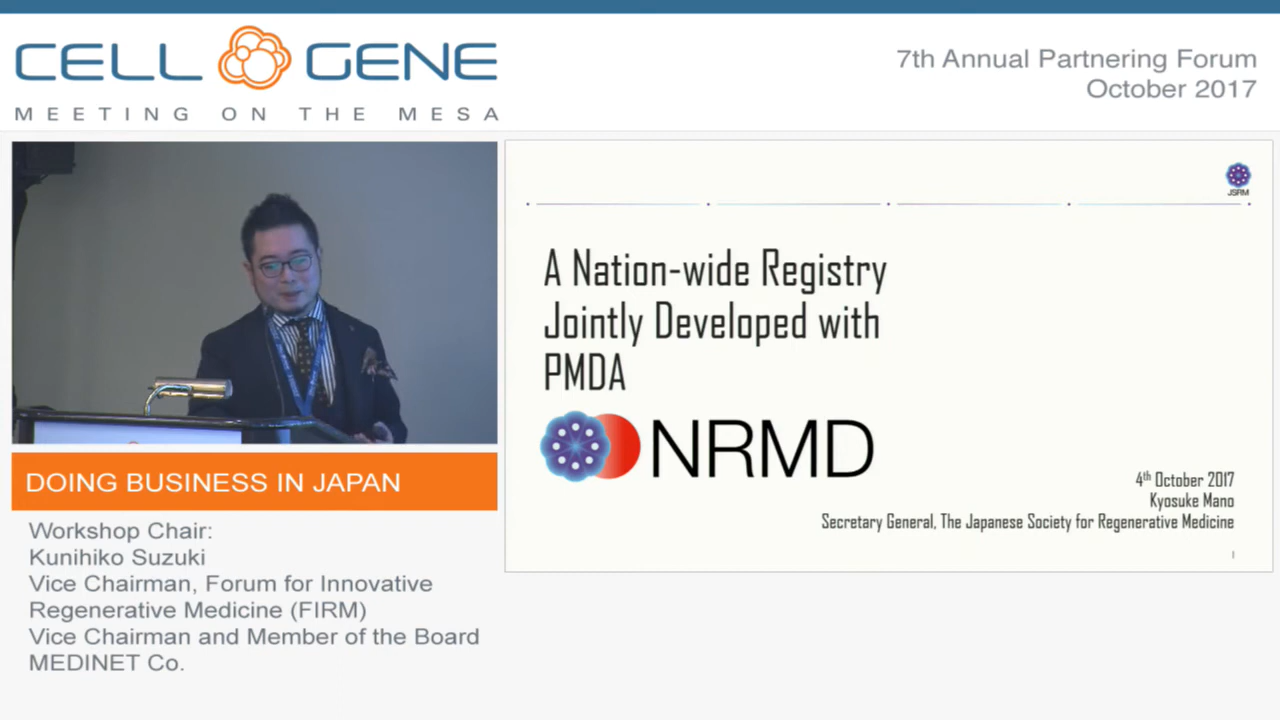 CELL GENE
MEETING ON THE MESA
7th Annual Partnering Forum
October 2017
JSRM
A Nation-wide Registry
Jointly Developed with
PMDA
NRMD
4th October 2017
Kyosuke Mano
Secretary General, The Japanese Society for Regenerative Medicine
1
DOING BUSINESS IN JAPAN
Workshop Chair:
Kunihiko Suzuki
Vice Chairman, Forum for Innovative
Regenerative Medicine (FIRM)
Vice Chairman and Member of the Board
MEDINET Co.